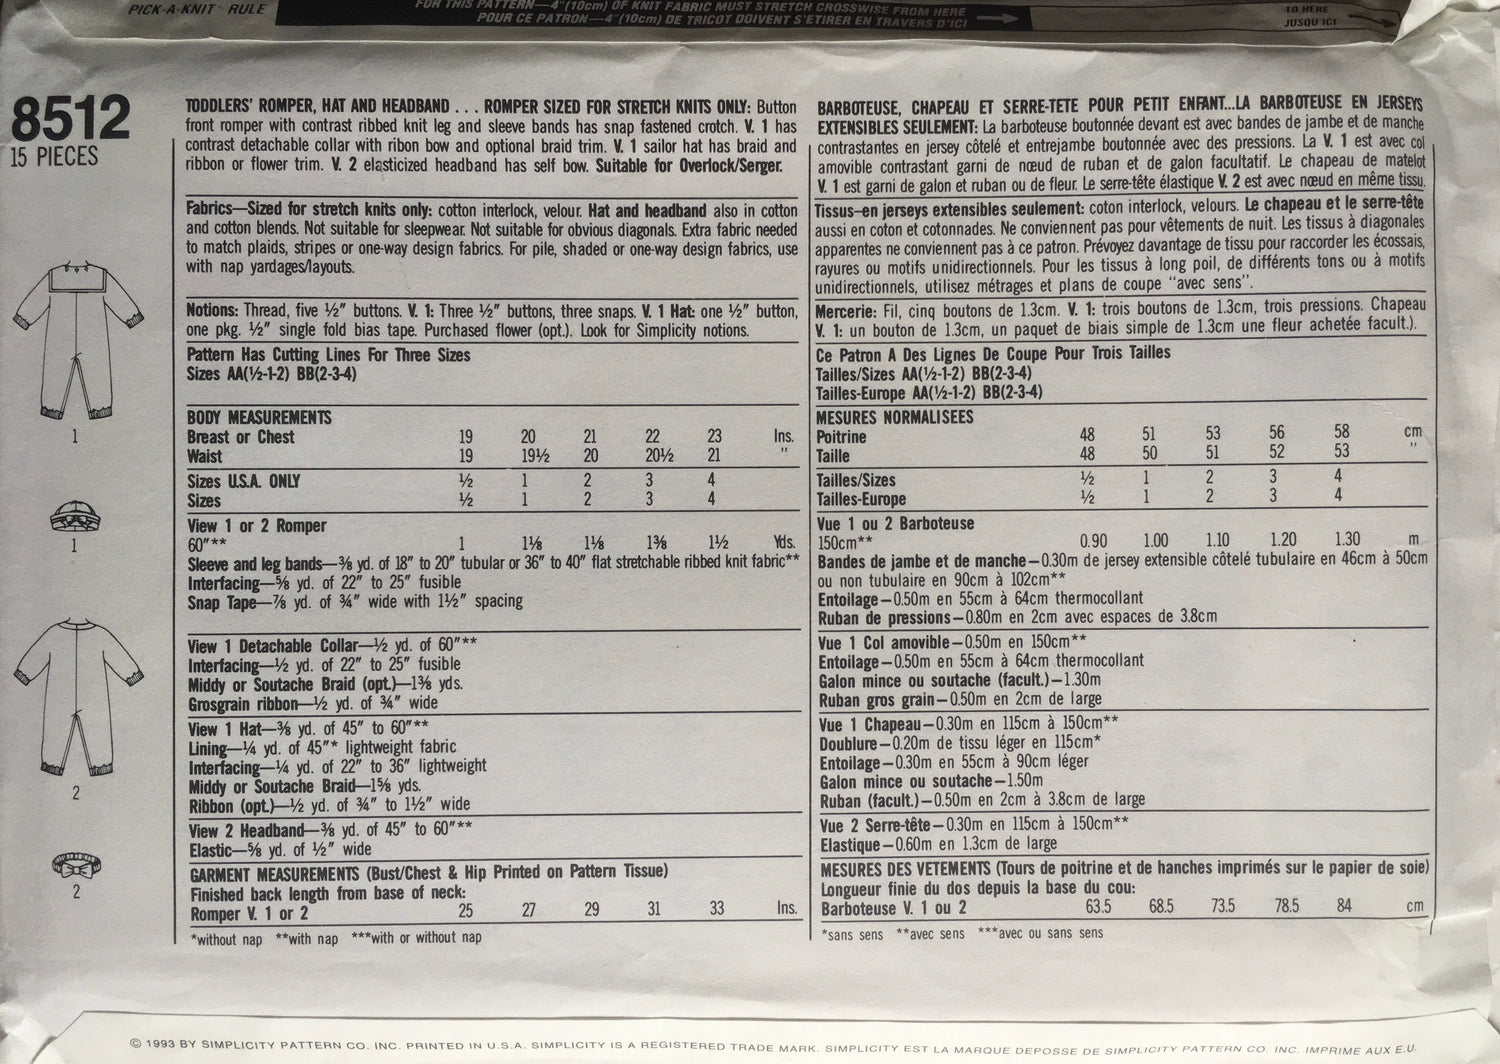 PICK-A-KNIT® RULE
FOR THIS PATTERN—4"(10cm) OF KNIT FABRIC MUST STRETCH CROSSWISE FROM HERE
POUR CE PATRON—4"(10cm) DE TRICOT DOIVENT S'ETIRER EN TRAVERS D'ICI
TO HERE
JUSQU'ICI
8512
15 PIECES
1
1
2
2
TODDLERS' ROMPER, HAT AND HEADBAND . . . ROMPER SIZED FOR STRETCH KNITS ONLY: Button
front romper with contrast ribbed knit leg and sleeve bands has snap fastened crotch. V. 1 has
contrast detachable collar with ribon bow and optional braid trim. V. 1 sailor hat has braid and
ribbon or flower trim. V. 2 elasticized headband has self bow. Suitable for Overlock/Serger.
Fabrics—Sized for stretch knits only: cotton interlock, velour. Hat and headband also in cotton
and cotton blends. Not suitable for sleepwear. Not suitable for obvious diagonals. Extra fabric needed
to match plaids, stripes or one-way design fabrics. For pile, shaded or one-way design fabrics, use
with nap yardages/layouts.
Notions: Thread, five ½" buttons. V. 1: Three ½" buttons, three snaps. V. 1 Hat: one ½" button,
one pkg. ½" single fold bias tape. Purchased flower (opt.). Look for Simplicity notions.
Pattern Has Cutting Lines For Three Sizes
Sizes AA(½-1-2) BB(2-3-4)
BODY MEASUREMENTS
Breast or Chest 19 20 21 22 23 Ins.
Waist 19 19½ 20 20½ 21 "
Sizes U.S.A. ONLY ½ 1 2 3 4
Sizes ½ 1 2 3 4
View 1 or 2 Romper
60"** 1 1⅛ 1⅛ 1⅜ 1½ Yds.
Sleeve and leg bands—⅜ yd. of 18" to 20" tubular or 36" to 40" flat stretchable ribbed knit fabric**
Interfacing—⅝ yd. of 22" to 25" fusible
Snap Tape—⅞ yd. of ¾" wide with 1½" spacing
View 1 Detachable Collar—½ yd. of 60"**
Interfacing—½ yd. of 22" to 25" fusible
Middy or Soutache Braid (opt.)—1⅜ yds.
Grosgrain ribbon—½ yd. of ¾" wide
View 1 Hat—⅜ yd. of 45" to 60"**
Lining—¼ yd. of 45"* lightweight fabric
Interfacing—¼ yd. of 22" to 36" lightweight
Middy or Soutache Braid—1⅝ yds.
Ribbon (opt.)—½ yd. of ¾" to 1½" wide
View 2 Headband—⅜ yd. of 45" to 60"**
Elastic—⅝ yd. of ½" wide
GARMENT MEASUREMENTS (Bust/Chest & Hip Printed on Pattern Tissue)
Finished back length from base of neck:
Romper V. 1 or 2 25 27 29 31 33 Ins.
*without nap **with nap ***with or without nap
BARBOTEUSE, CHAPEAU ET SERRE-TETE POUR PETIT ENFANT...LA BARBOTEUSE EN JERSEYS
EXTENSIBLES SEULEMENT: La barboteuse boutonnée devant est avec bandes de jambe et de manche
contrastantes en jersey côtelé et entrejambe boutonnée avec des pressions. La V. 1 est avec col
amovible contrastant garni de nœud de ruban et de galon facultatif. Le chapeau de matelot
V. 1 est garni de galon et ruban ou de fleur. Le serre-tête élastique V. 2 est avec nœud en même tissu.
Tissus—en jerseys extensibles seulement: coton interlock, velours. Le chapeau et le serre-tête
aussi en coton et cotonnades. Ne conviennent pas pour vêtements de nuit. Les tissus à diagonales
apparentes ne conviennent pas à ce patron. Prévoyez davantage de tissu pour raccorder les écossais,
rayures ou motifs unidirectionnels. Pour les tissus à long poil, de différents tons ou à motifs
unidirectionnels, utilisez métrages et plans de coupe "avec sens".
Mercerie: Fil, cinq boutons de 1.3cm. V. 1: trois boutons de 1.3cm, trois pressions. Chapeau
V. 1: un bouton de 1.3cm, un paquet de biais simple de 1.3cm une fleur achetée facult.).
Ce Patron A Des Lignes De Coupe Pour Trois Tailles
Tailles/Sizes AA(½-1-2) BB(2-3-4)
Tailles-Europe AA(½-1-2) BB(2-3-4)
MESURES NORMALISEES
Poitrine 48 51 53 56 58 cm
Taille 48 50 51 52 53 "
Tailles/Sizes ½ 1 2 3 4
Tailles-Europe ½ 1 2 3 4
Vue 1 ou 2 Barboteuse
150cm** 0.90 1.00 1.10 1.20 1.30 m
Bandes de jambe et de manche—0.30m de jersey extensible côtelé tubulaire en 46cm à 50cm
ou non tubulaire en 90cm à 102cm**
Entoilage—0.50m en 55cm à 64cm thermocollant
Ruban de pressions—0.80m en 2cm avec espaces de 3.8cm
Vue 1 Col amovible—0.50m en 150cm**
Entoilage—0.50m en 55cm à 64cm thermocollant
Galon mince ou soutache (facult.)—1.30m
Ruban gros grain—0.50m en 2cm de large
Vue 1 Chapeau—0.30m en 115cm à 150cm**
Doublure—0.20m de tissu léger en 115cm*
Entoilage—0.30m en 55cm à 90cm léger
Galon mince ou soutache—1.50m
Ruban (facult.)—0.50m en 2cm à 3.8cm de large
Vue 2 Serre-tête—0.30m en 115cm à 150cm**
Elastique—0.60m en 1.3cm de large
MESURES DES VETEMENTS (Tours de poitrine et de hanches imprimés sur le papier de soie)
Longueur finie du dos depuis la base du cou:
Barboteuse V. 1 ou 2 63.5 68.5 73.5 78.5 84 cm
*sans sens **avec sens ***avec ou sans sens
© 1993 BY SIMPLICITY PATTERN CO. INC. PRINTED IN U.S.A. SIMPLICITY IS A REGISTERED TRADE MARK. SIMPLICITY EST LA MARQUE DEPOSSE DE SIMPLICITY PATTERN CO. INC. IMPRIME AUX E.U.